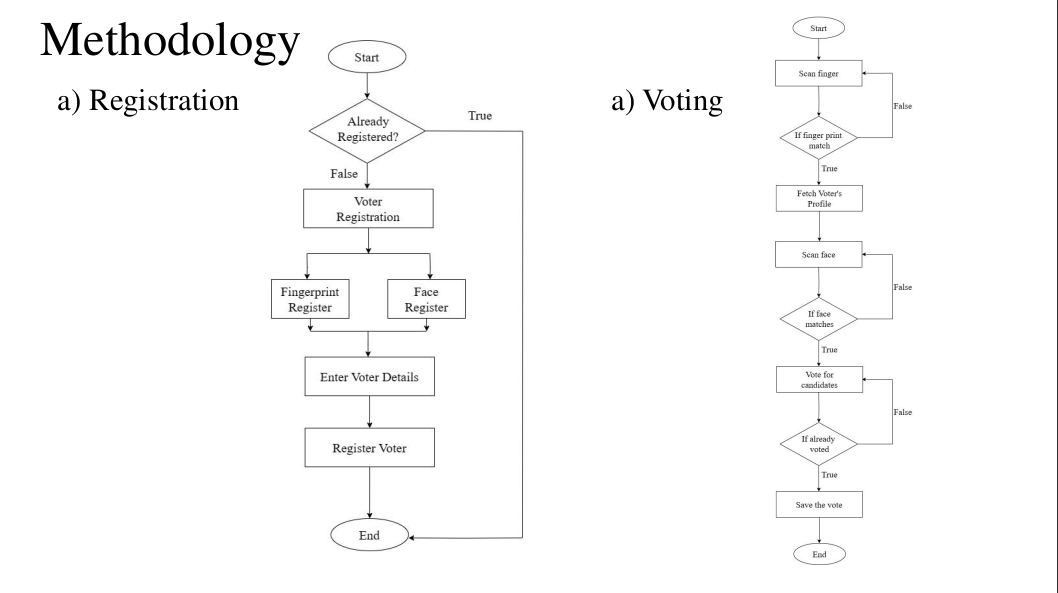 Methodology
a) Registration
Start
Already
Registered?
True
False
Voter
Registration
Fingerprint
Register
Face
Register
Enter Voter Details
Register Voter
End
a) Voting
Start
Scan finger
False
If finger print
match
True
Fetch Voter's
Profile
Scan face
False
If face
matches
True
Vote for
candidates
False
If already
voted
True
Save the vote
End